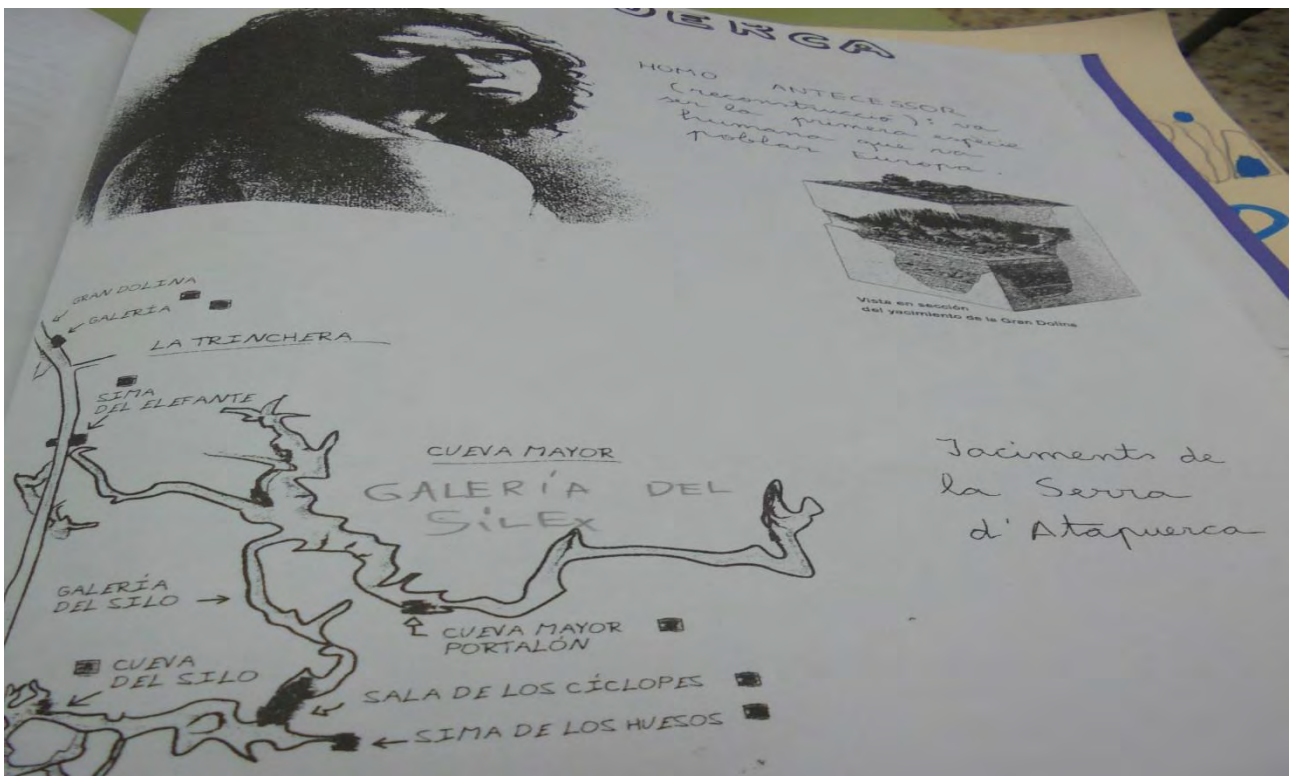 UERCA
HOMO ANTECESSOR
(reconstrucció): va
ser la primera espècie
humana que va
poblar Europa.
Vista en sección
del yacimiento de la Gran Dolina
GRAN DOLINA
GALERÍA
LA TRINCHERA
SIMA
DEL ELEFANTE
CUEVA MAYOR
GALERÍA DEL
SÍLEX
Jaciments de
la Serra
d'Atapuerca
GALERÍA
DEL SILO
CUEVA MAYOR
PORTALÓN
CUEVA
DEL SILO
SALA DE LOS CÍCLOPES
SIMA DE LOS HUESOS